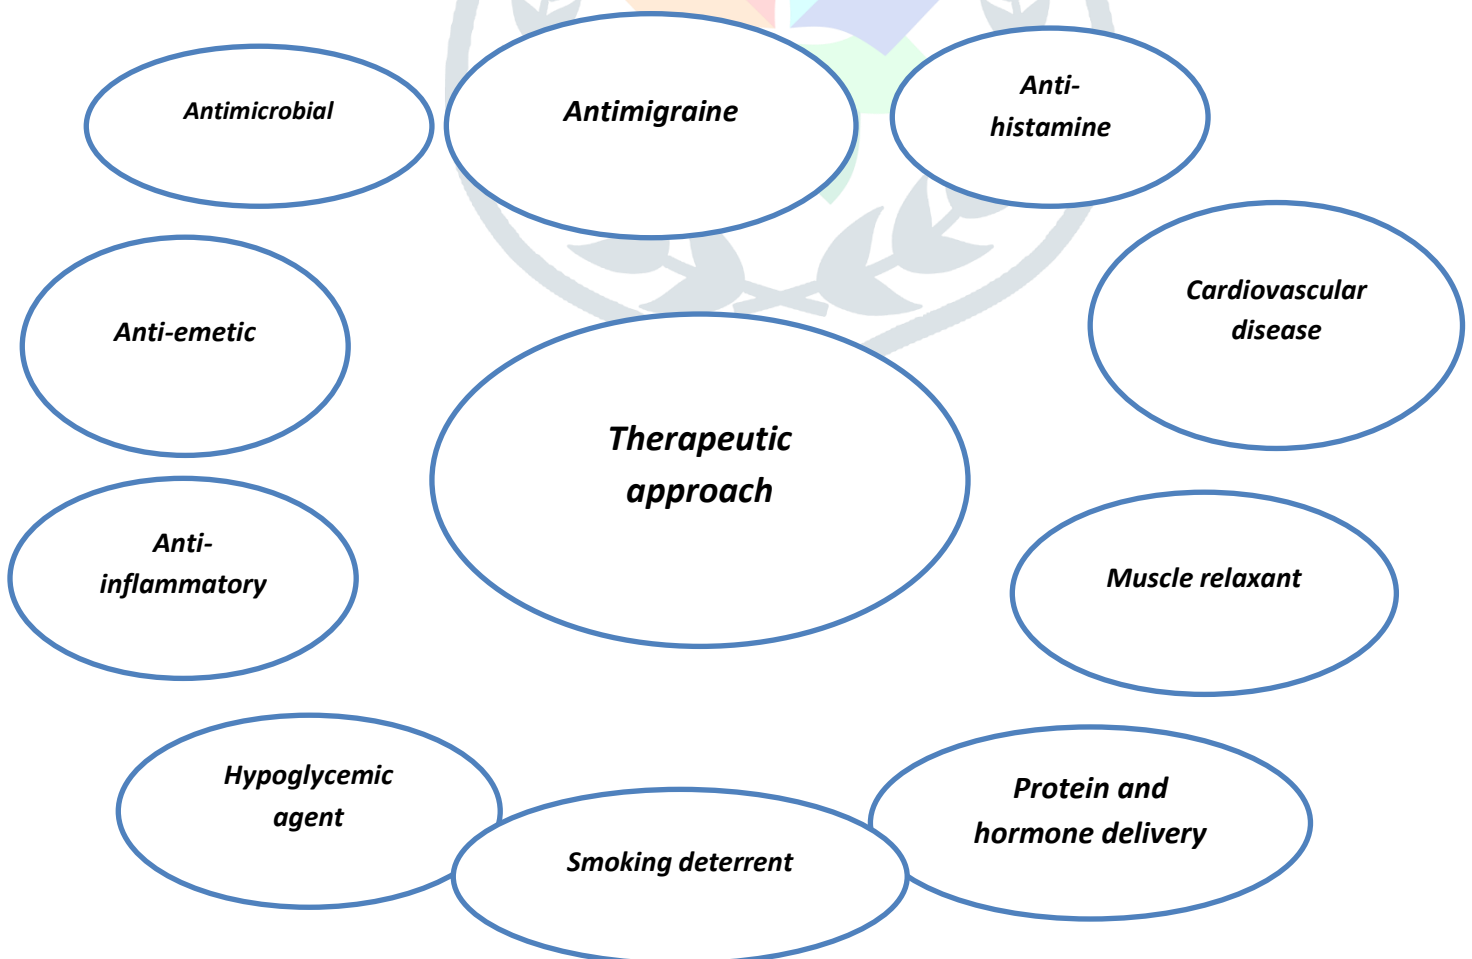 Antimicrobial
Antimigraine
Anti-
histamine
Cardiovascular
disease
Anti-emetic
Therapeutic
approach
Anti-
inflammatory
Muscle relaxant
Hypoglycemic
agent
Smoking deterrent
Protein and
hormone delivery